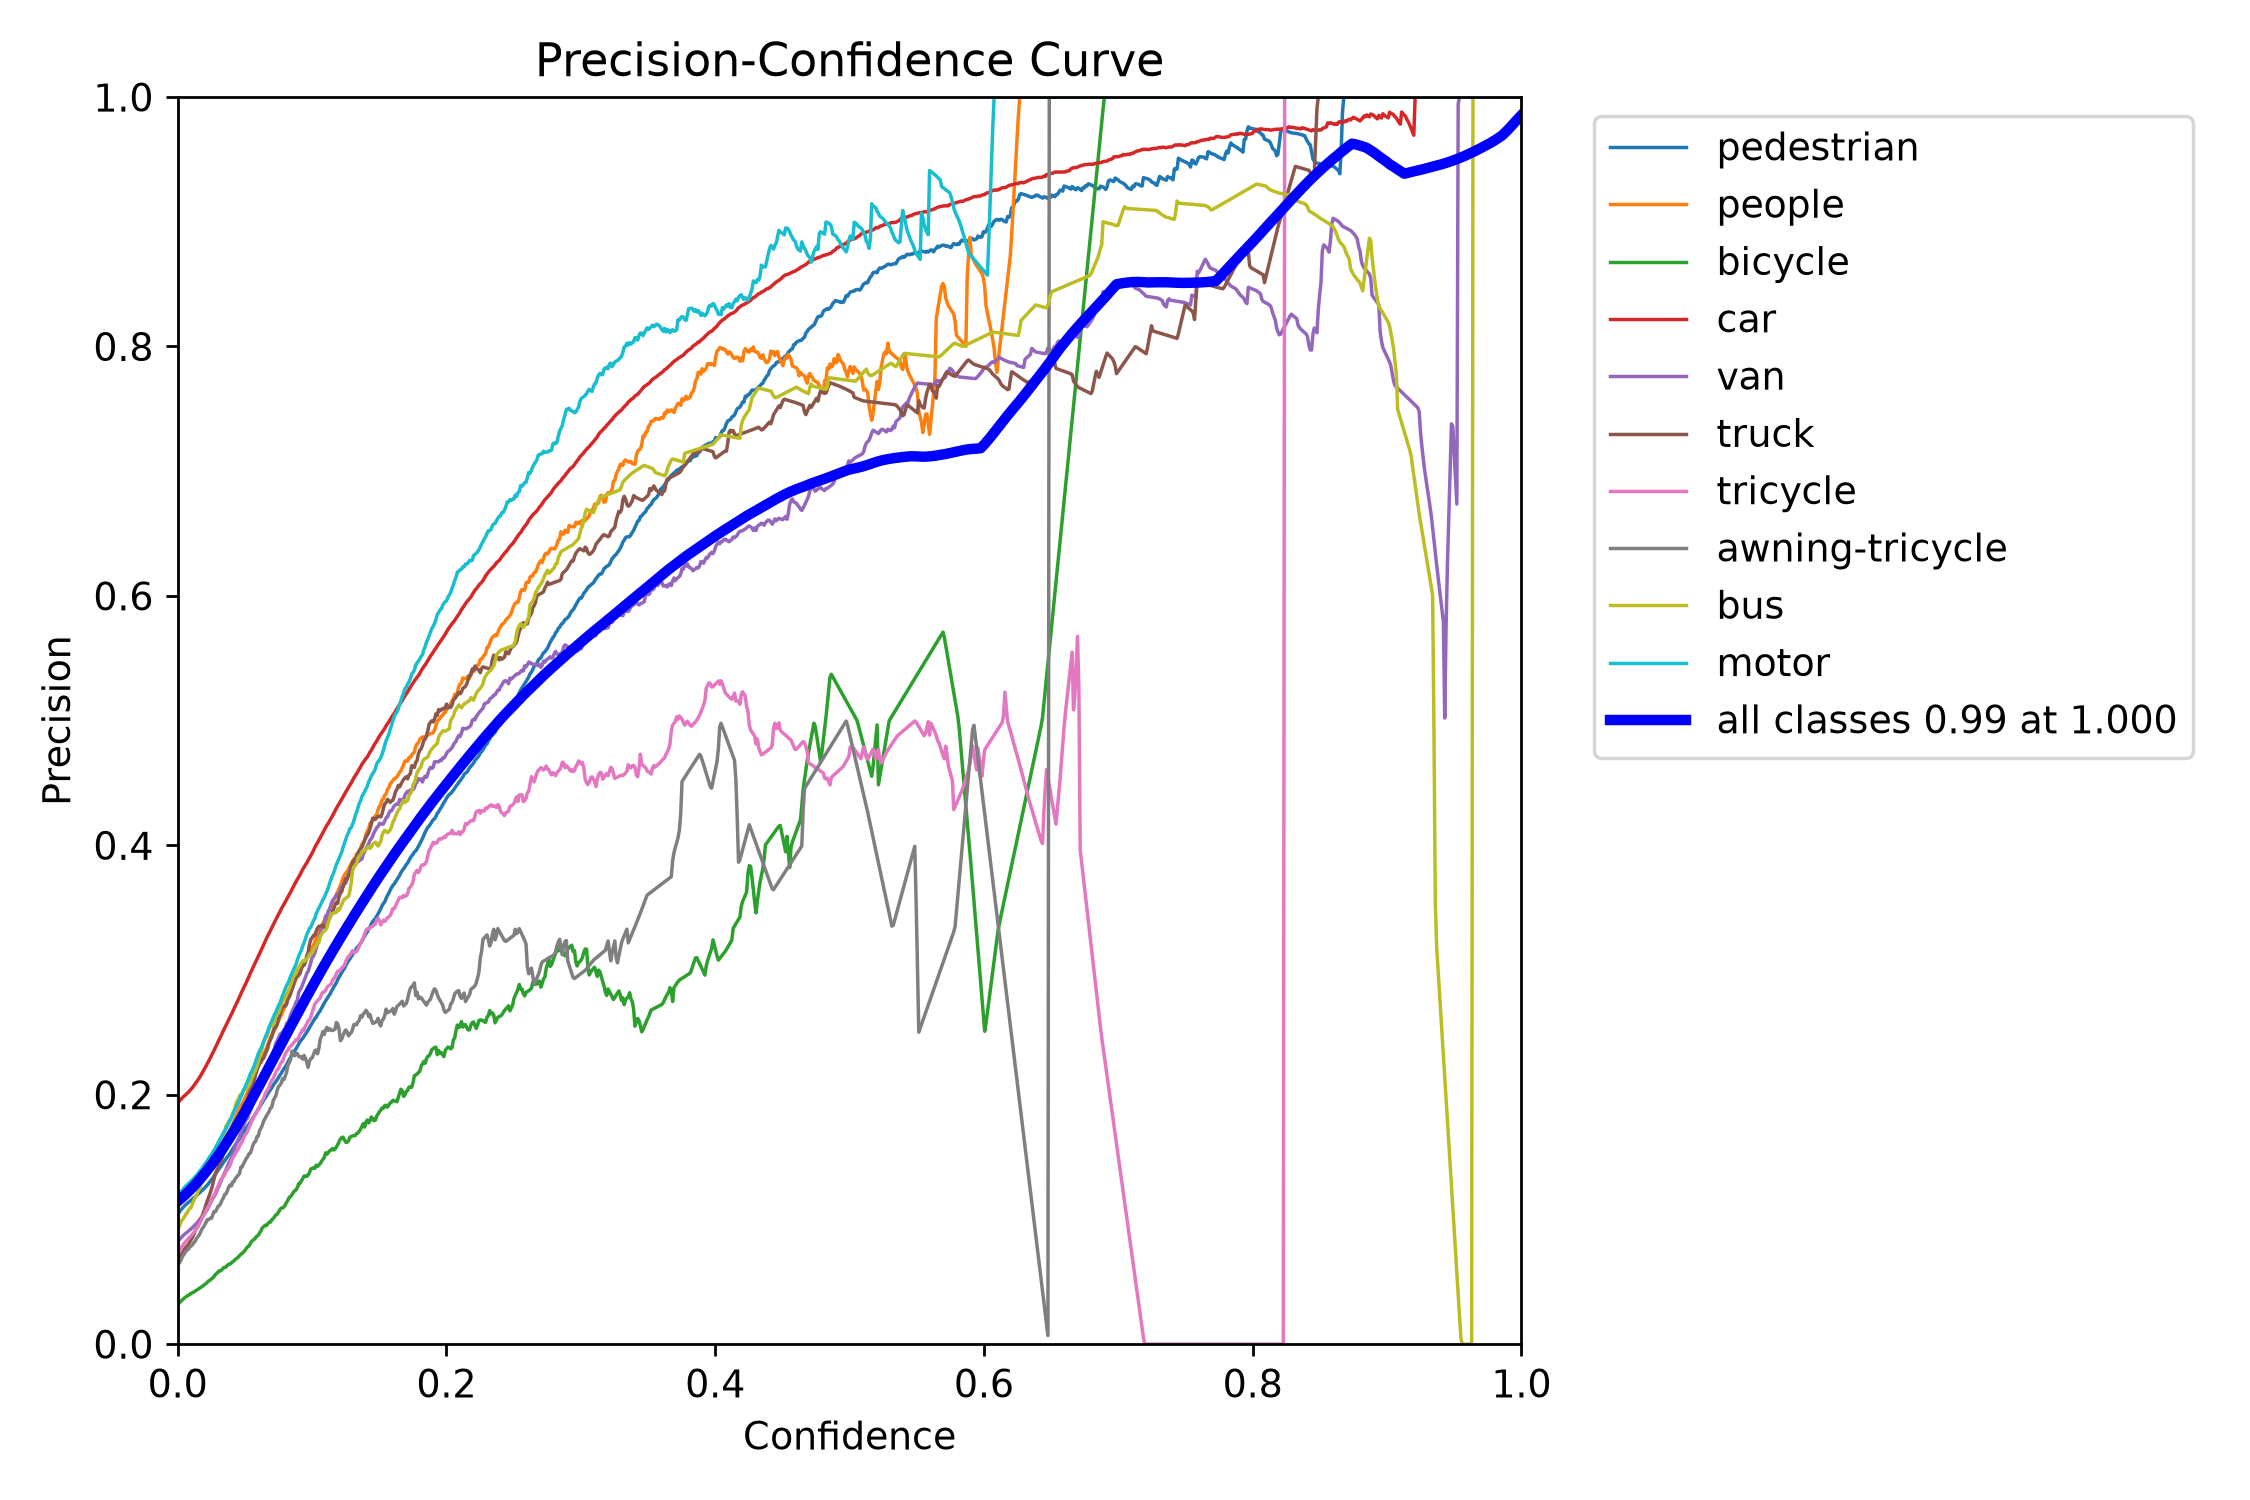 Precision-Confidence Curve
1.0
0.8
0.6
0.4
0.2
0.0
Precision
0.0 0.2 0.4 0.6 0.8 1.0
Confidence
pedestrian
people
bicycle
car
van
truck
tricycle
awning-tricycle
bus
motor
all classes 0.99 at 1.000